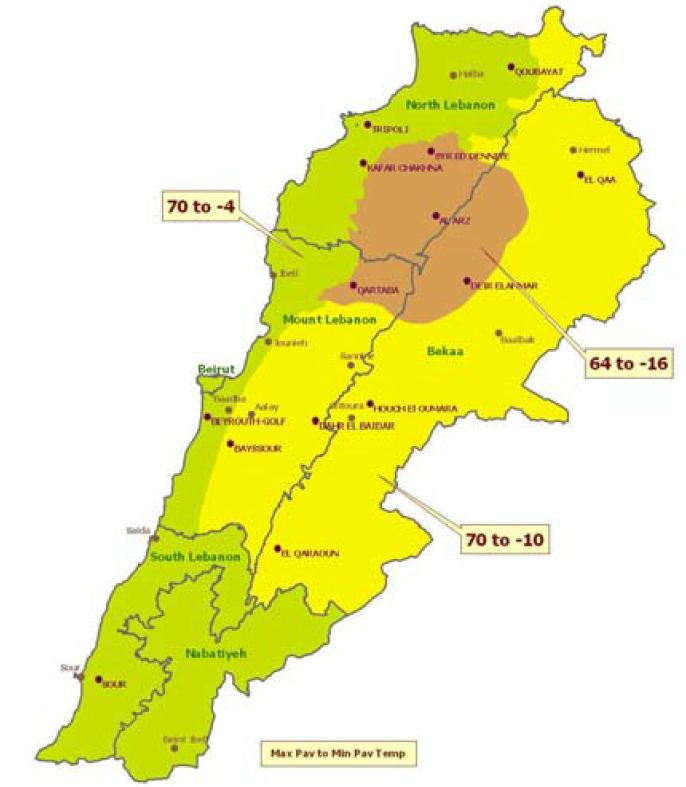 QOUBAYAT
Halba
North Lebanon
TRIPOLI
SYR ED DENNIYE
Hermel
KAFAR CHAKHNA
EL QAA
70 to -4
AL ARZ
Jbeil
QARTABA
DEIR ELAHMAR
Mount Lebanon
Baalbak
Jounieh
Bekaa
64 to -16
Sannine
Beirut
Baabda
Aalay
HOUCH El-OUMARA
BEYROUTH-GOLF
DAHR EL BAIDAR
BAYSSOUR
Saida
70 to -10
South Lebanon
EL QARAOUN
Nabatiyeh
Sour
SOUR
Beint Jbeil
Max Pav to Min Pav Temp